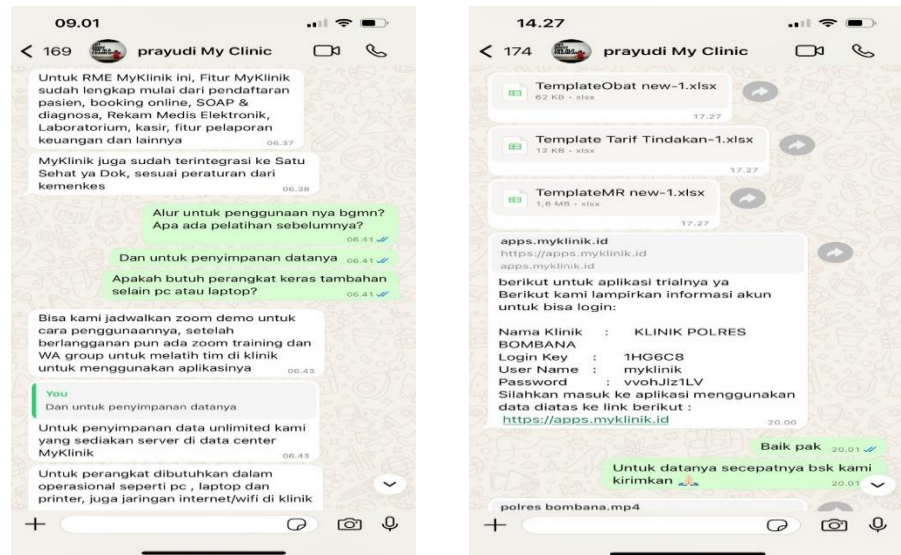 09.01
169 prayudi My Clinic
Untuk RME MyKlinik ini, Fitur MyKlinik
sudah lengkap mulai dari pendaftaran
pasien, booking online, SOAP &
diagnosa, Rekam Medis Elektronik,
Laboratorium, kasir, fitur pelaporan
keuangan dan lainnya 06.37
MyKlinik juga sudah terintegrasi ke Satu
Sehat ya Dok, sesuai peraturan dari
kemenkes 06.38
Alur untuk penggunaan nya bgmn?
Apa ada pelatihan sebelumnya?
06.41
Dan untuk penyimpanan datanya 06.41
Apakah butuh perangkat keras tambahan
selain pc atau laptop? 06.41
Bisa kami jadwalkan zoom demo untuk
cara penggunaannya, setelah
berlangganan pun ada zoom training dan
WA group untuk melatih tim di klinik
untuk menggunakan aplikasinya 06.43
You
Dan untuk penyimpanan datanya
Untuk penyimpanan data unlimited kami
yang sediakan server di data center
MyKlinik 06.43
Untuk perangkat dibutuhkan dalam
operasional seperti pc , laptop dan
printer, juga jaringan internet/wifi di klinik
14.27
174 prayudi My Clinic
TemplateObat new-1.xlsx
62 KB · xlsx
17.27
Template Tarif Tindakan-1.xlsx
12 KB · xlsx
17.27
TemplateMR new-1.xlsx
1,6 MB · xlsx
17.27
apps.myklinik.id
https://apps.myklinik.id
apps.myklinik.id
berikut untuk aplikasi trialnya ya
Berikut kami lampirkan informasi akun
untuk bisa login:
Nama Klinik : KLINIK POLRES
BOMBANA
Login Key : 1HG6C8
User Name : myklinik
Password : vvohJlz1LV
Silahkan masuk ke aplikasi menggunakan
data diatas ke link berikut :
https://apps.myklinik.id 20.00
Baik pak 20.01
Untuk datanya secepatnya bsk kami
kirimkan 🙏🏻 20.01
polres bombana.mp4